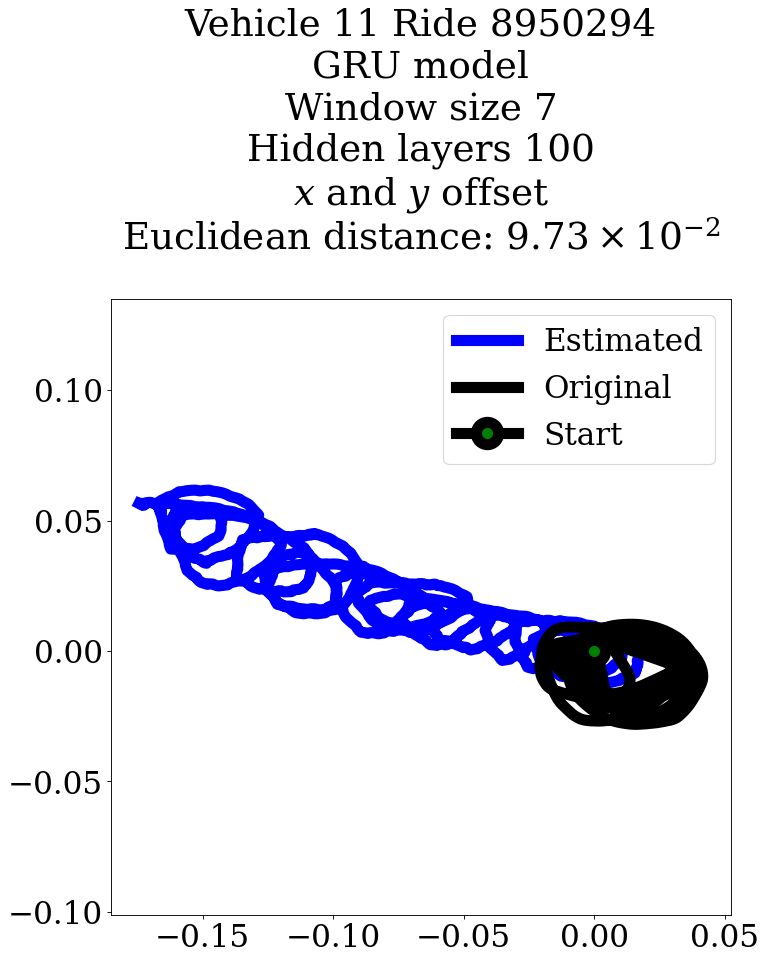 Vehicle 11 Ride 8950294
GRU model
Window size 7
Hidden layers 100
x and y offset
Euclidean distance: 9.73 × 10⁻²
Estimated
Original
Start
0.10
0.05
0.00
−0.05
−0.10
−0.15 −0.10 −0.05 0.00 0.05